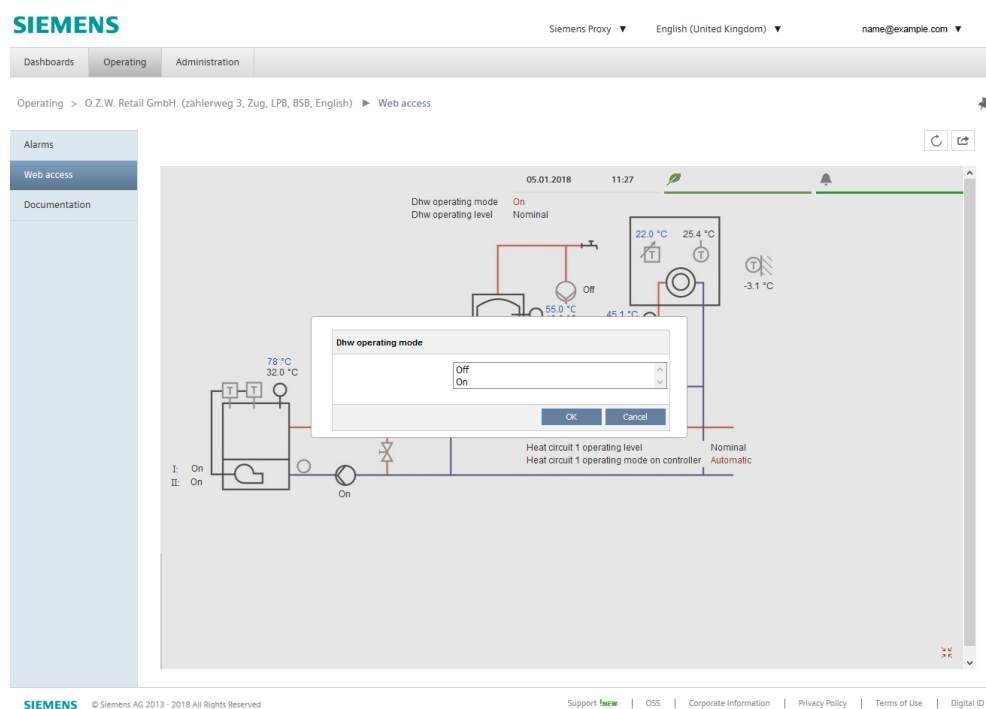 SIEMENS
Siemens Proxy ▼ English (United Kingdom) ▼ name@example.com ▼
Dashboards Operating Administration
Operating > O.Z.W. Retail GmbH. (zählerweg 3, Zug, LPB, BSB, English) ▶ Web access
Alarms
Web access
Documentation
05.01.2018 11:27
Dhw operating mode On
Dhw operating level Nominal
22.0 °C 25.4 °C
T T
T
-3.1 °C
Off
55.0 °C
45.1 °C
Dhw operating mode
Off
On
OK Cancel
78 °C
32.0 °C
T T
Heat circuit 1 operating level Nominal
Heat circuit 1 operating mode on controller Automatic
I: On
II: On
On
SIEMENS © Siemens AG 2013 - 2018 All Rights Reserved
Support !NEW | OSS | Corporate Information | Privacy Policy | Terms of Use | Digital ID